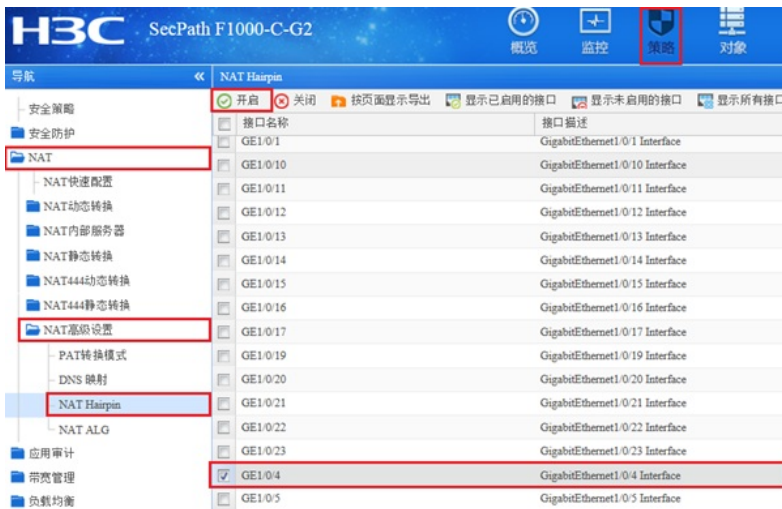 H3C SecPath F1000-C-G2
概览 监控 策略 对象
导航 «
NAT Hairpin
安全策略
安全防护
NAT
NAT快速配置
NAT动态转换
NAT内部服务器
NAT静态转换
NAT444动态转换
NAT444静态转换
NAT高级设置
PAT转换模式
DNS 映射
NAT Hairpin
NAT ALG
应用审计
带宽管理
负载均衡
开启 关闭 按页面显示导出 显示已启用的接口 显示未启用的接口 显示所有接口
接口名称 接口描述
GE1/0/1 GigabitEthernet1/0/1 Interface
GE1/0/10 GigabitEthernet1/0/10 Interface
GE1/0/11 GigabitEthernet1/0/11 Interface
GE1/0/12 GigabitEthernet1/0/12 Interface
GE1/0/13 GigabitEthernet1/0/13 Interface
GE1/0/14 GigabitEthernet1/0/14 Interface
GE1/0/15 GigabitEthernet1/0/15 Interface
GE1/0/16 GigabitEthernet1/0/16 Interface
GE1/0/17 GigabitEthernet1/0/17 Interface
GE1/0/19 GigabitEthernet1/0/19 Interface
GE1/0/20 GigabitEthernet1/0/20 Interface
GE1/0/21 GigabitEthernet1/0/21 Interface
GE1/0/22 GigabitEthernet1/0/22 Interface
GE1/0/23 GigabitEthernet1/0/23 Interface
GE1/0/4 GigabitEthernet1/0/4 Interface
GE1/0/5 GigabitEthernet1/0/5 Interface